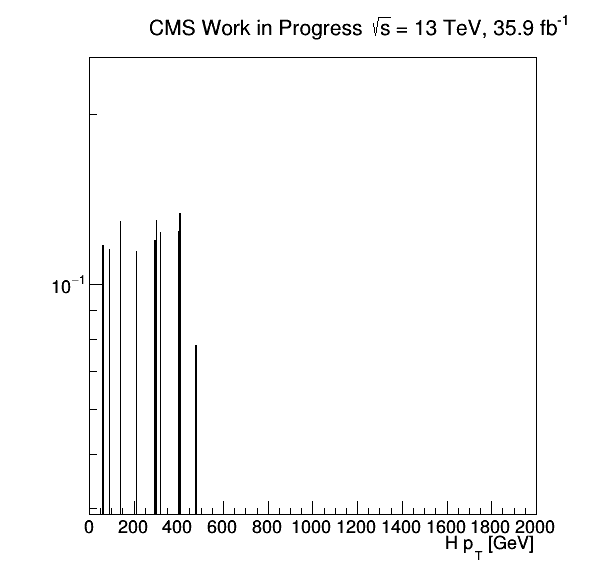 CMS Work in Progress √s = 13 TeV, 35.9 fb⁻¹
10⁻¹
0 200 400 600 800 1000 1200 1400 1600 1800 2000
H p_T [GeV]